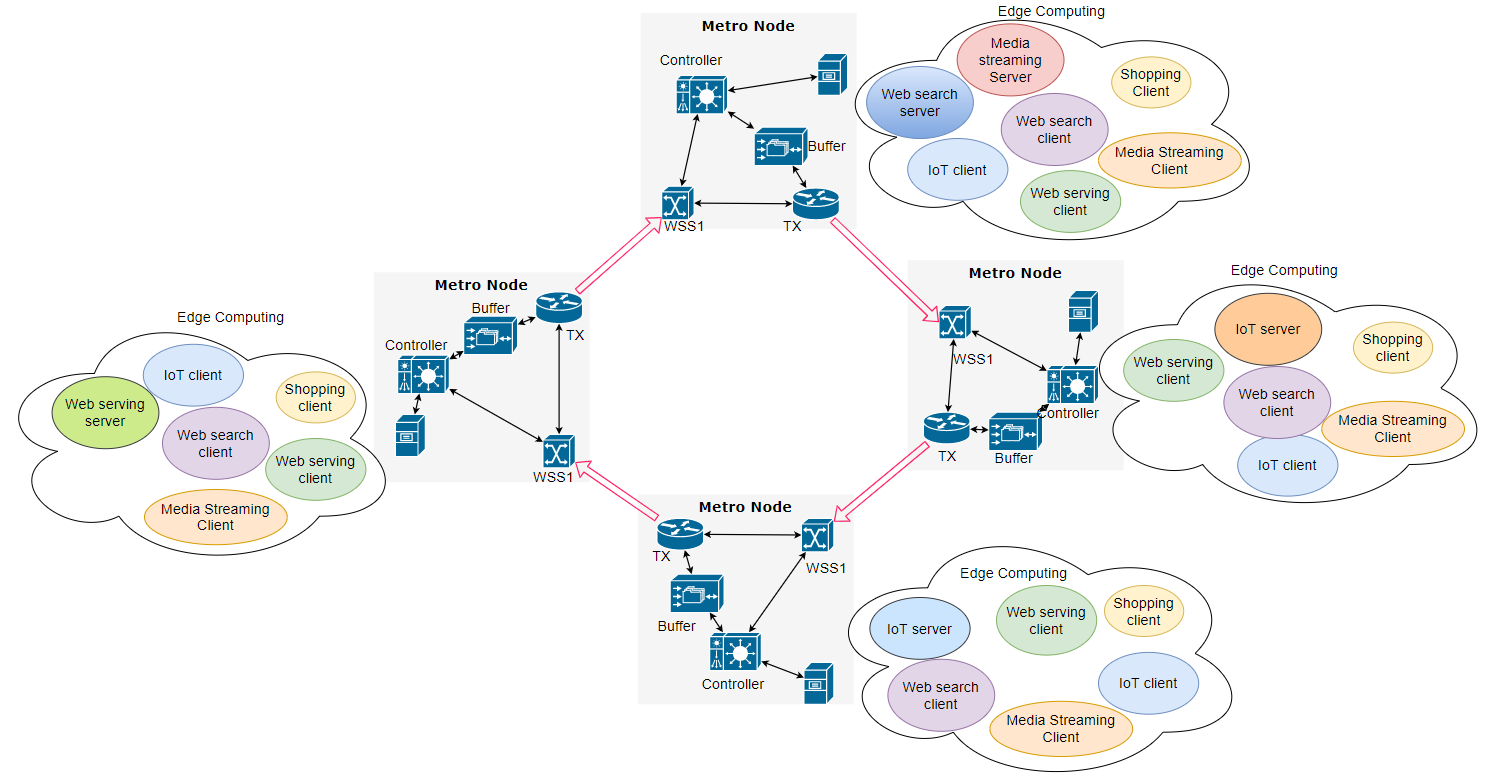 Edge Computing
Metro Node
Controller
Buffer
WSS1
TX
Media
streaming
Server
Shopping
Client
Web search
server
Web search
client
Media Streaming
Client
IoT client
Web serving
client
Metro Node
Buffer
TX
Controller
WSS1
Edge Computing
IoT client
Shopping
client
Web serving
server
Web search
client
Web serving
client
Media Streaming
Client
Metro Node
WSS1
Controller
TX
Buffer
Edge Computing
IoT server
Shopping
client
Web serving
client
Web search
client
Media Streaming
Client
IoT client
Metro Node
TX
WSS1
Buffer
Controller
Edge Computing
Web serving
client
Shopping
client
IoT server
Web search
client
IoT client
Media Streaming
Client